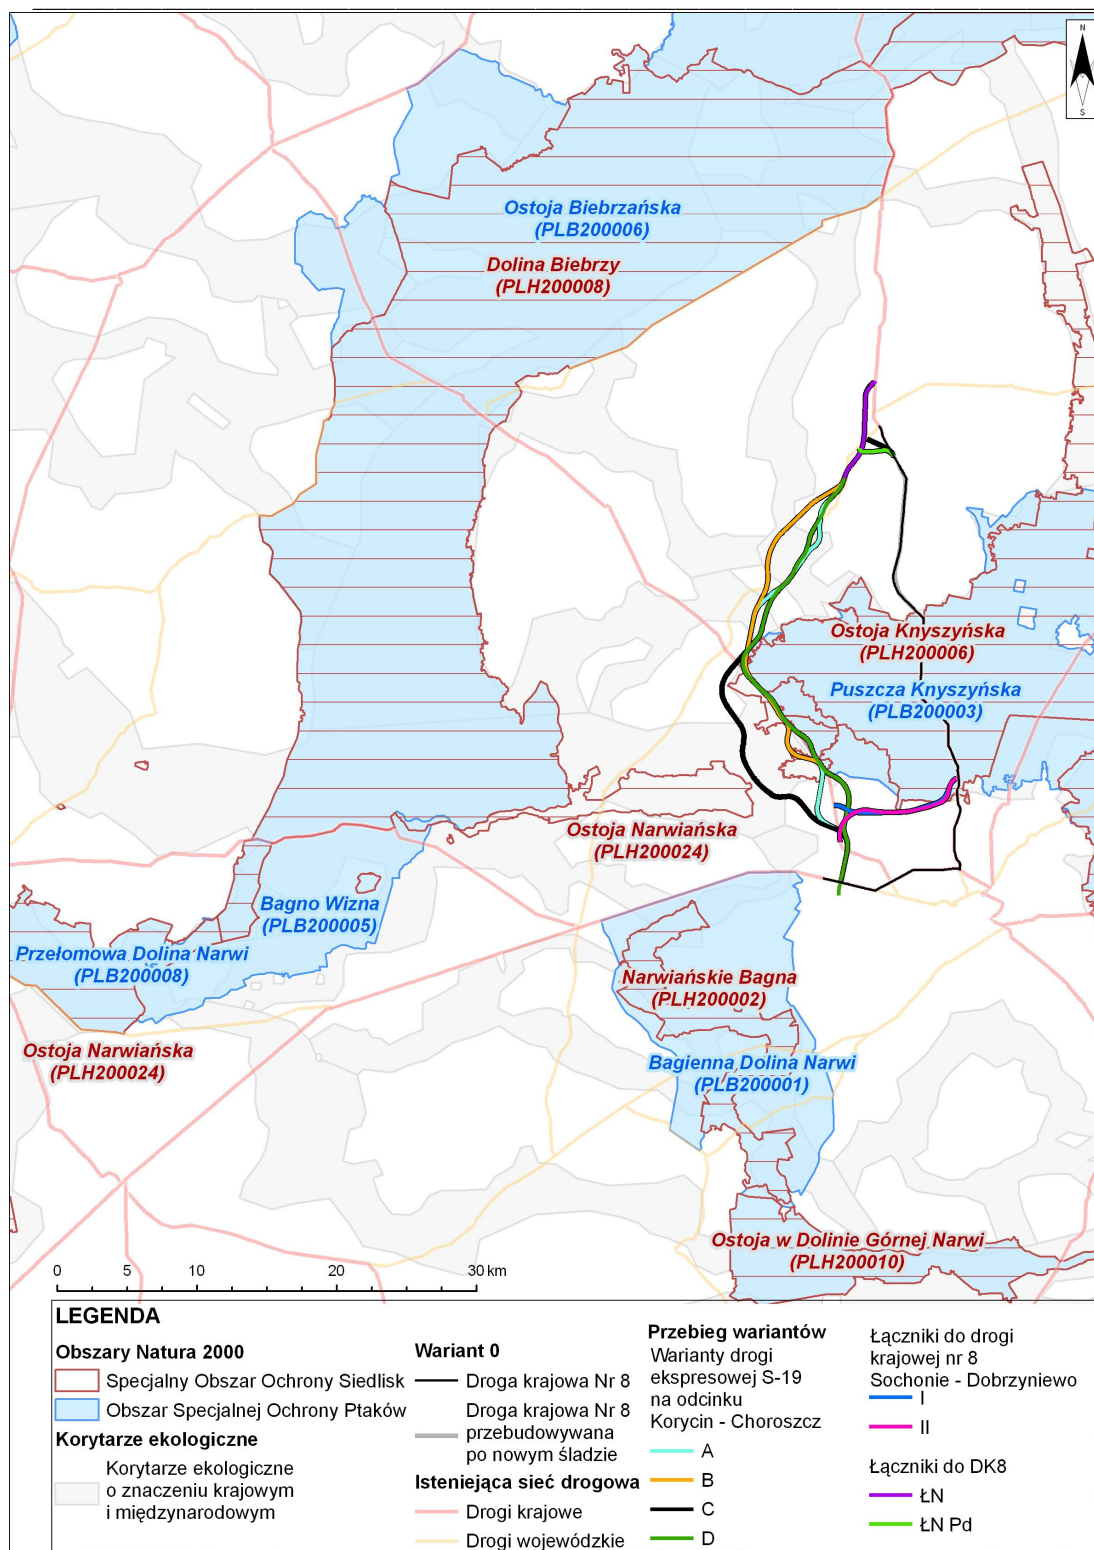 N
S
Ostoja Biebrzańska
(PLB200006)
Dolina Biebrzy
(PLH200008)
Ostoja Knyszyńska
(PLH200006)
Puszcza Knyszyńska
(PLB200003)
Ostoja Narwiańska
(PLH200024)
Bagno Wizna
(PLB200005)
Przełomowa Dolina Narwi
(PLB200008)
Narwiańskie Bagna
(PLH200002)
Ostoja Narwiańska
(PLH200024)
Bagienna Dolina Narwi
(PLB200001)
Ostoja w Dolinie Górnej Narwi
(PLH200010)
0 5 10 20 30 km
LEGENDA
Obszary Natura 2000
Specjalny Obszar Ochrony Siedlisk
Obszar Specjalnej Ochrony Ptaków
Korytarze ekologiczne
Korytarze ekologiczne
o znaczeniu krajowym
i międzynarodowym
Wariant 0
Droga krajowa Nr 8
Droga krajowa Nr 8
przebudowywana
po nowym śladzie
Isteniejąca sieć drogowa
Drogi krajowe
Drogi wojewódzkie
Przebieg wariantów
Warianty drogi
ekspresowej S-19
na odcinku
Korycin - Choroszcz
A
B
C
D
Łączniki do drogi
krajowej nr 8
Sochonie - Dobrzyniewo
I
II
Łączniki do DK8
ŁN
ŁN Pd